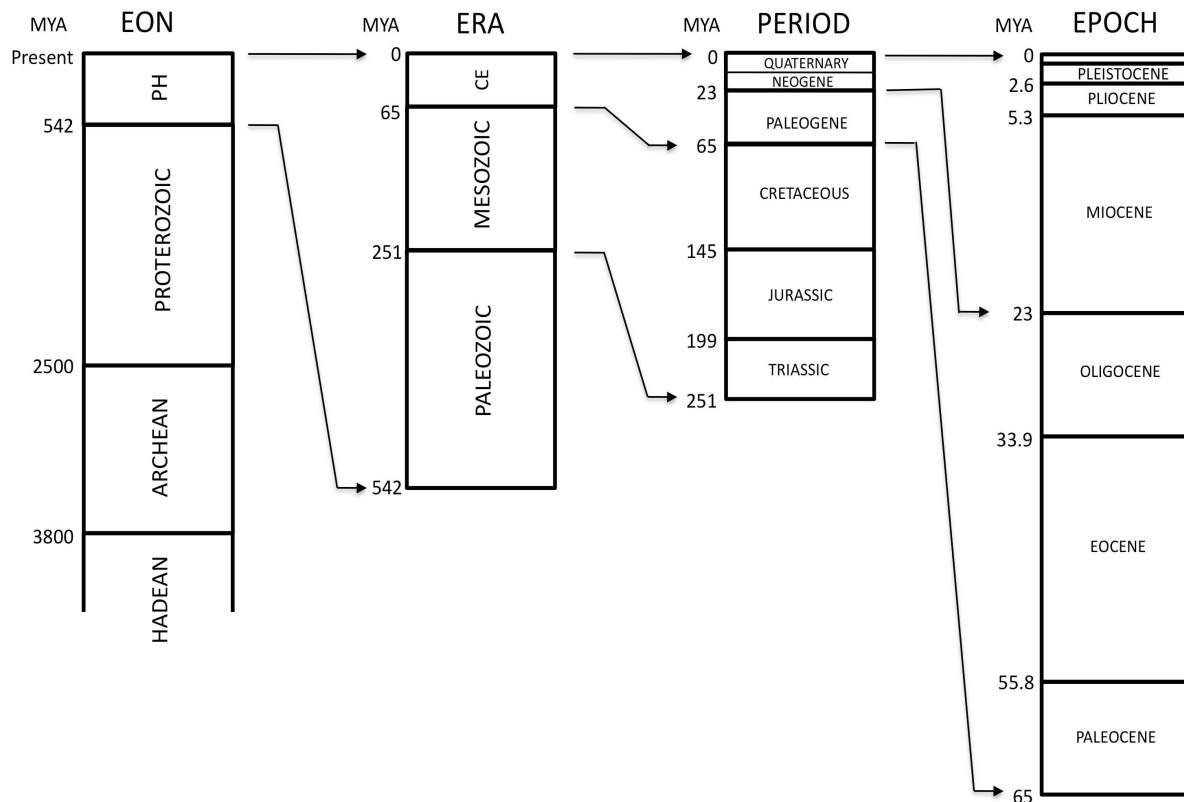 MYA EON
Present
PH
542
PROTEROZOIC
2500
ARCHEAN
3800
HADEAN
MYA ERA
0
CE
65
MESOZOIC
251
PALEOZOIC
542
MYA PERIOD
0
QUATERNARY
NEOGENE
23
PALEOGENE
65
CRETACEOUS
145
JURASSIC
199
TRIASSIC
251
MYA EPOCH
0
PLEISTOCENE
2.6
PLIOCENE
5.3
MIOCENE
23
OLIGOCENE
33.9
EOCENE
55.8
PALEOCENE
65